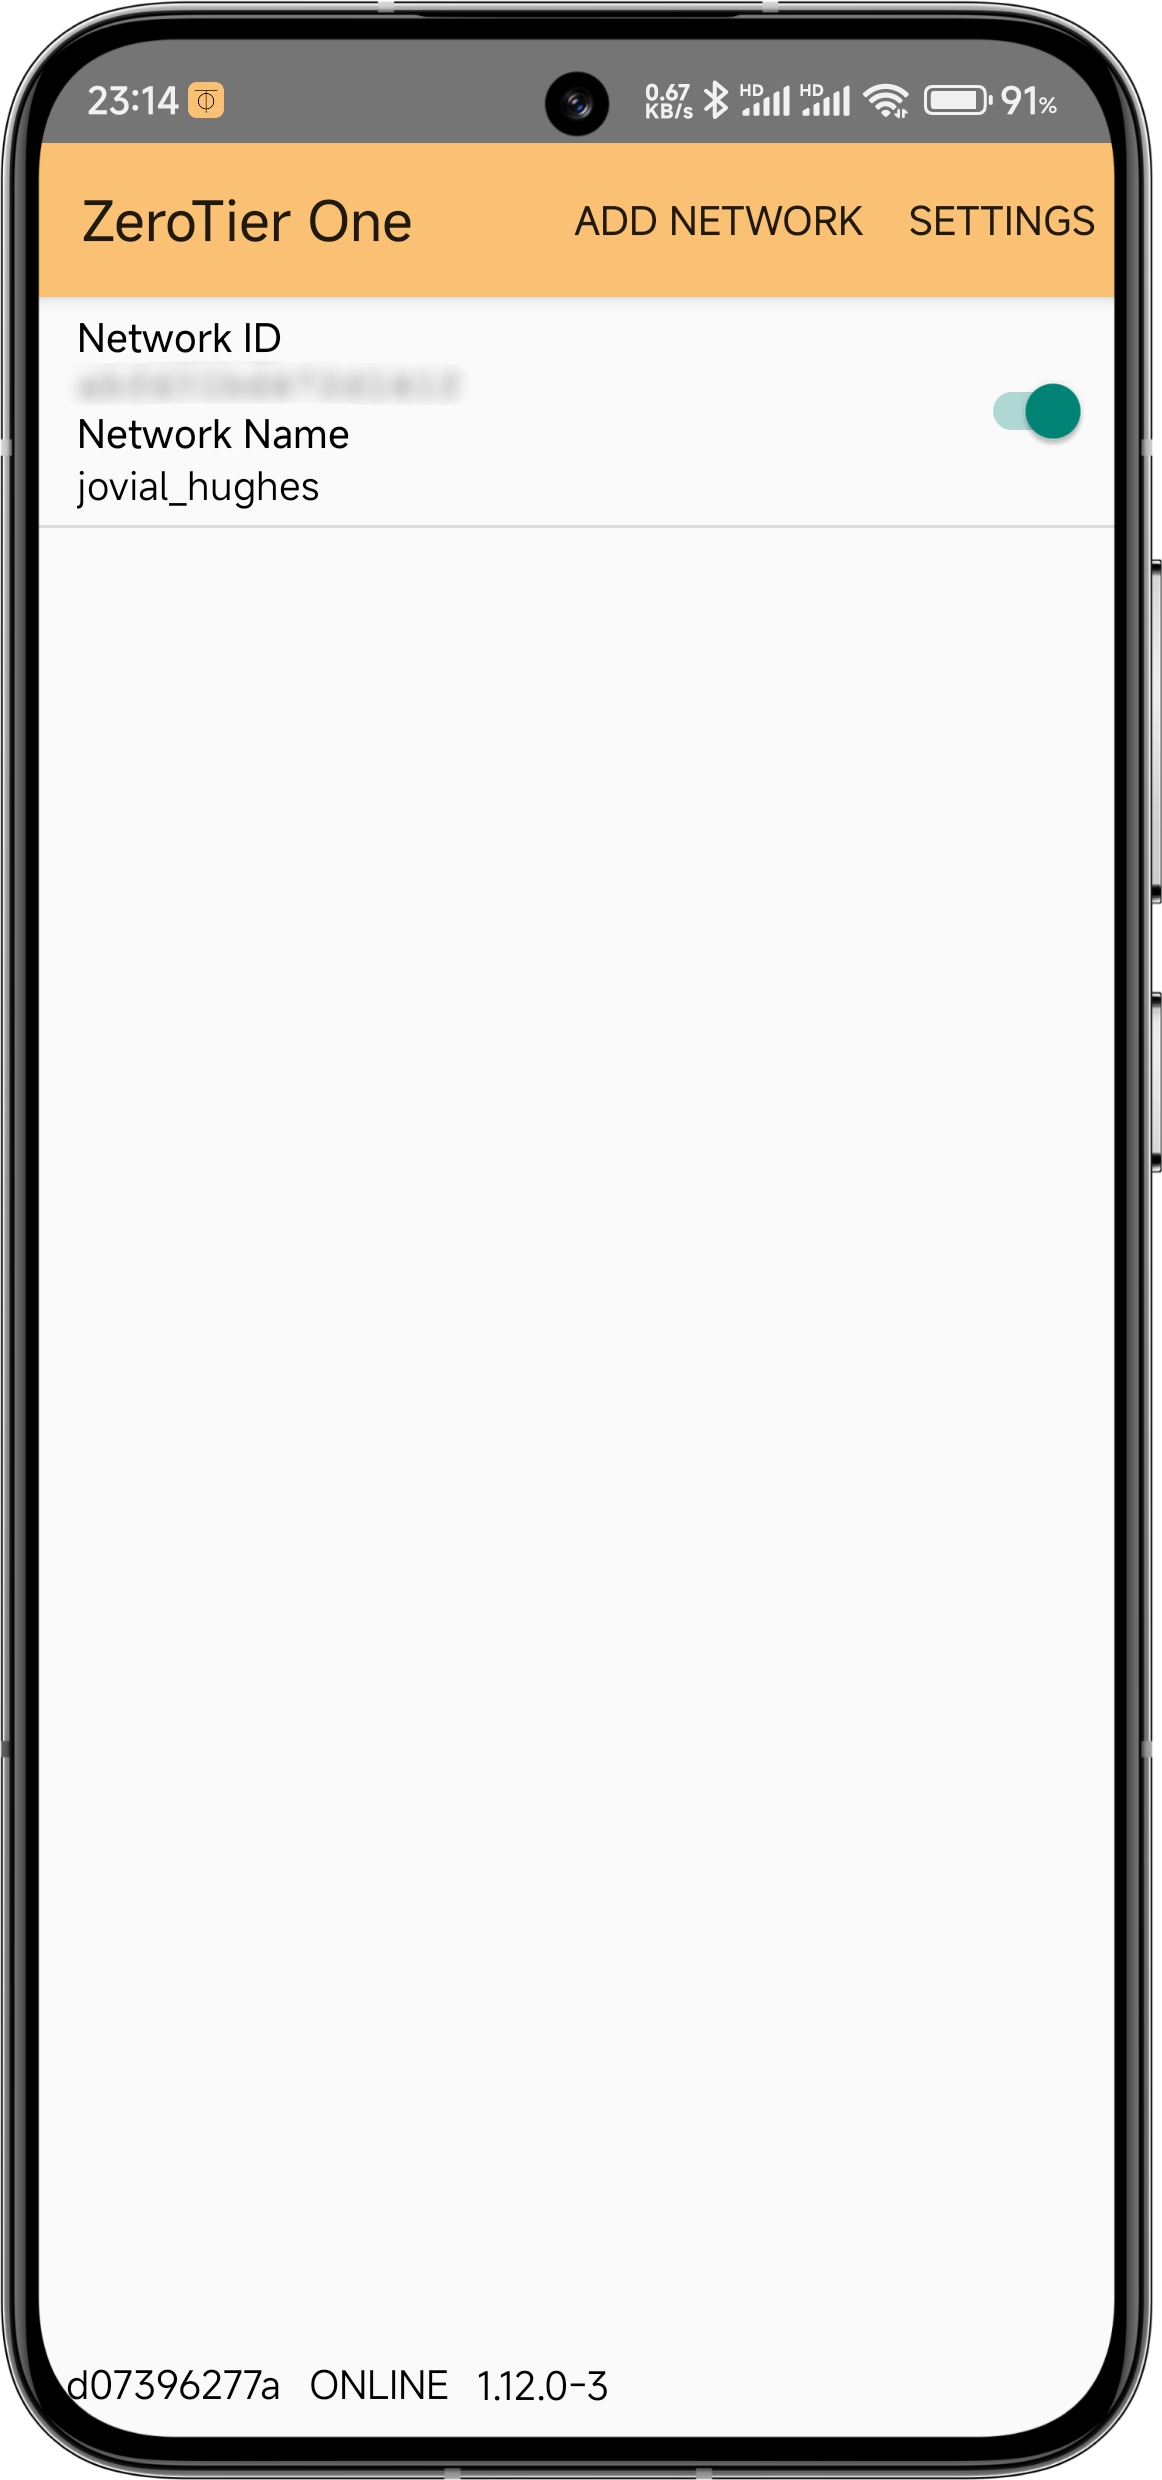 23:14 0.67 KB/s HD HD 91%
ZeroTier One ADD NETWORK SETTINGS
Network ID
Network Name
jovial_hughes
d07396277a ONLINE 1.12.0-3